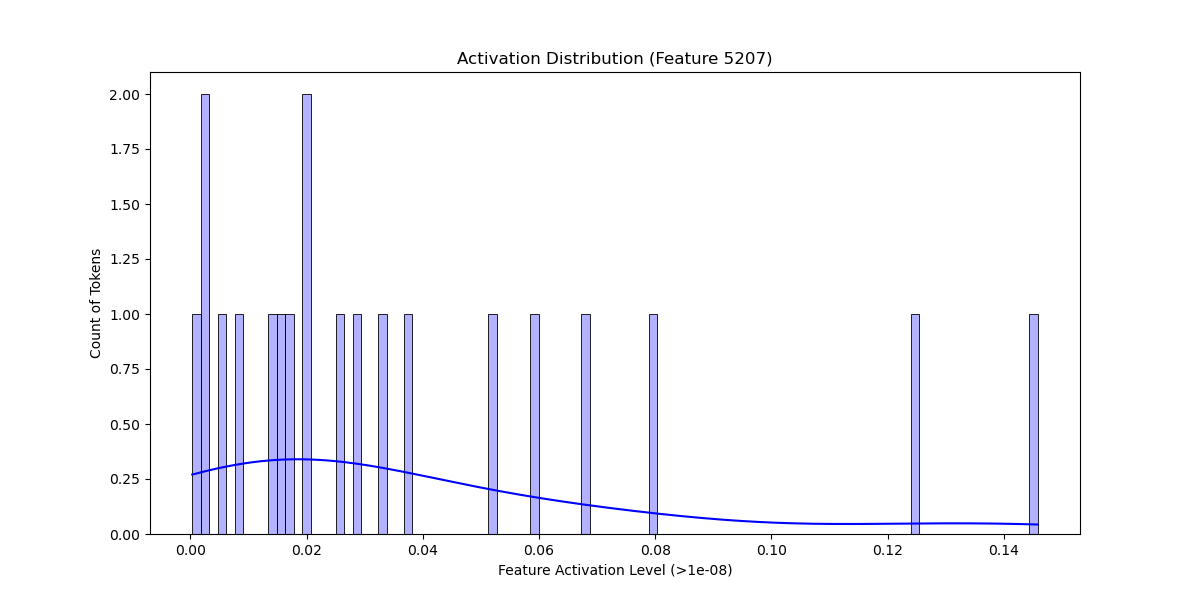 Activation Distribution (Feature 5207)
Count of Tokens
2.00
1.75
1.50
1.25
1.00
0.75
0.50
0.25
0.00
0.00 0.02 0.04 0.06 0.08 0.10 0.12 0.14
Feature Activation Level (>1e-08)